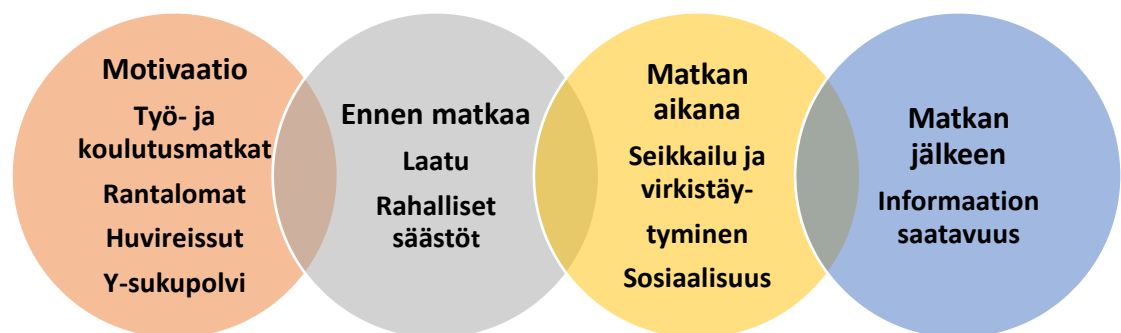 Motivaatio
Työ- ja
koulutusmatkat
Rantalomat
Huvireissut
Y-sukupolvi
Ennen matkaa
Laatu
Rahalliset
säästöt
Matkan
aikana
Seikkailu ja
virkistäy-
tyminen
Sosiaalisuus
Matkan
jälkeen
Informaation
saatavuus